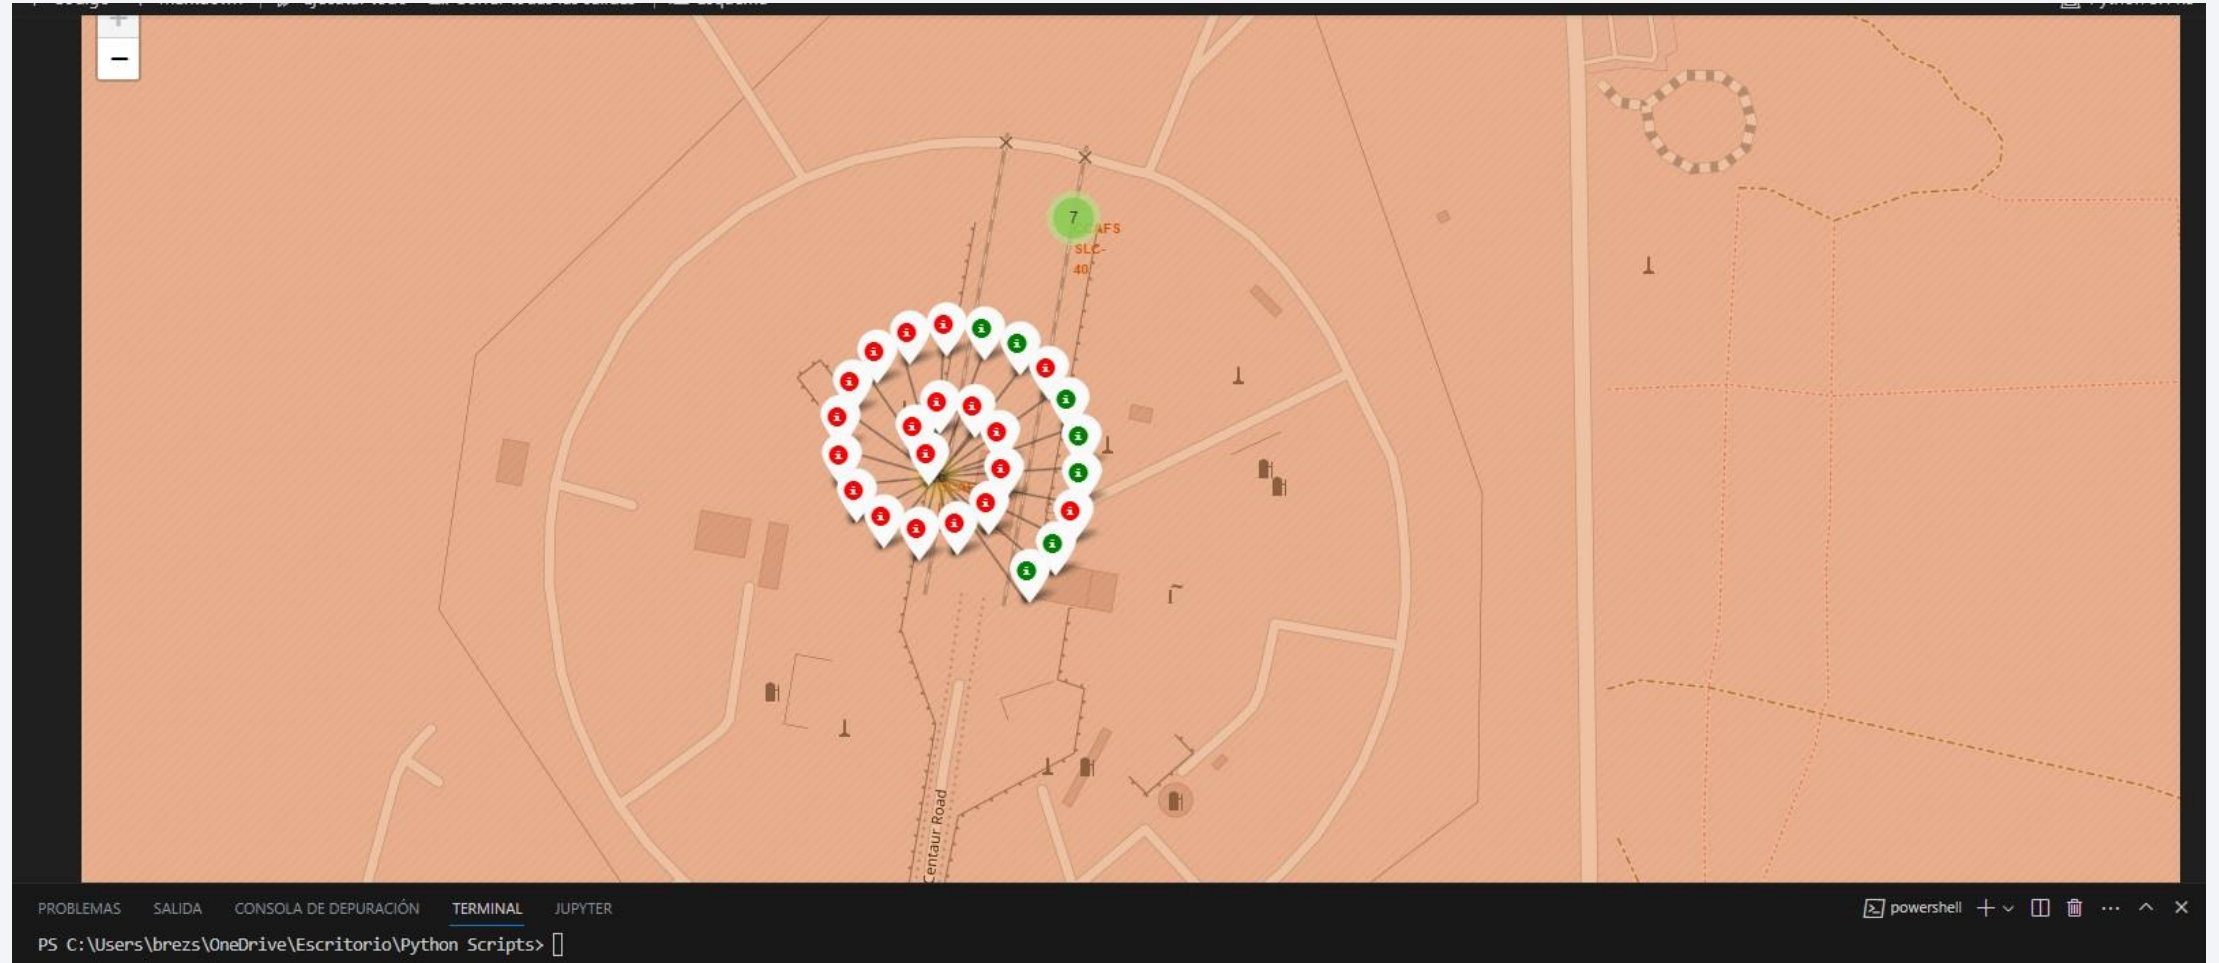 −
7
AFS
SLC-
40
Centaur Road
PROBLEMAS SALIDA CONSOLA DE DEPURACIÓN TERMINAL JUPYTER
powershell
PS C:\Users\brezs\OneDrive\Escritorio\Python Scripts>